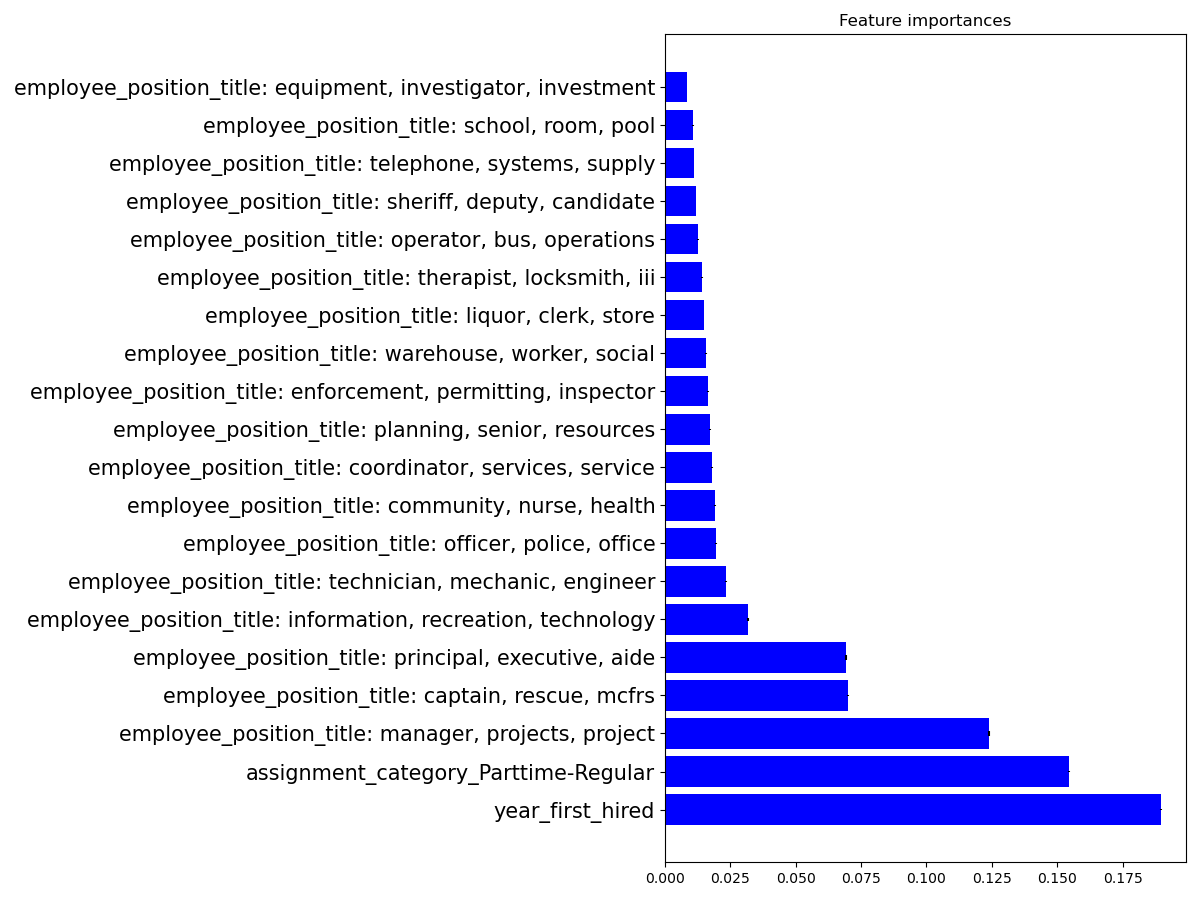 Feature importances
employee_position_title: equipment, investigator, investment
employee_position_title: school, room, pool
employee_position_title: telephone, systems, supply
employee_position_title: sheriff, deputy, candidate
employee_position_title: operator, bus, operations
employee_position_title: therapist, locksmith, iii
employee_position_title: liquor, clerk, store
employee_position_title: warehouse, worker, social
employee_position_title: enforcement, permitting, inspector
employee_position_title: planning, senior, resources
employee_position_title: coordinator, services, service
employee_position_title: community, nurse, health
employee_position_title: officer, police, office
employee_position_title: technician, mechanic, engineer
employee_position_title: information, recreation, technology
employee_position_title: principal, executive, aide
employee_position_title: captain, rescue, mcfrs
employee_position_title: manager, projects, project
assignment_category_Parttime-Regular
year_first_hired
0.000 0.025 0.050 0.075 0.100 0.125 0.150 0.175